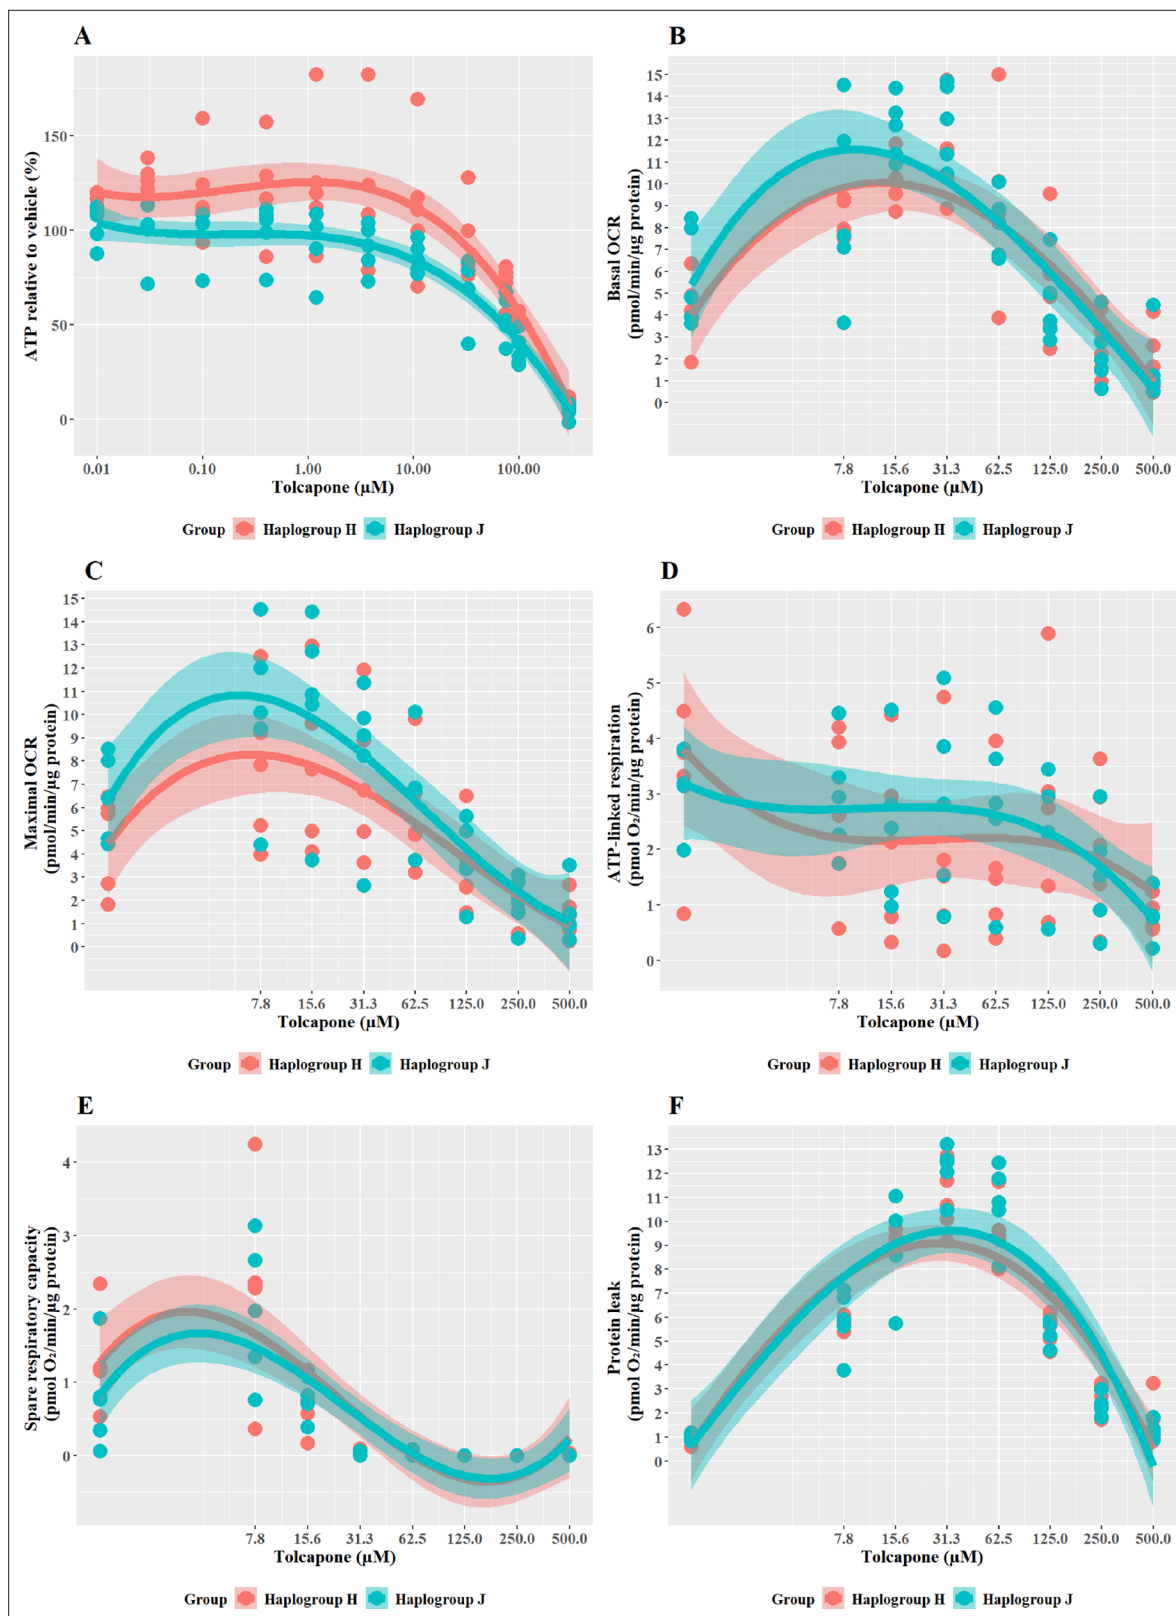 A
ATP relative to vehicle (%)
150
100
50
0
0.01 0.10 1.00 10.00 100.00
Tolcapone (µM)
Group Haplogroup H Haplogroup J
B
Basal OCR
(pmol/min/µg protein)
15
14
13
12
11
10
9
8
7
6
5
4
3
2
1
0
7.8 15.6 31.3 62.5 125.0 250.0 500.0
Tolcapone (µM)
Group Haplogroup H Haplogroup J
C
Maximal OCR
(pmol/min/µg protein)
15
14
13
12
11
10
9
8
7
6
5
4
3
2
1
0
7.8 15.6 31.3 62.5 125.0 250.0 500.0
Tolcapone (µM)
Group Haplogroup H Haplogroup J
D
ATP-linked respiration
(pmol O₂/min/µg protein)
6
5
4
3
2
1
0
7.8 15.6 31.3 62.5 125.0 250.0 500.0
Tolcapone (µM)
Group Haplogroup H Haplogroup J
E
Spare respiratory capacity
(pmol O₂/min/µg protein)
4
3
2
1
0
7.8 15.6 31.3 62.5 125.0 250.0 500.0
Tolcapone (µM)
Group Haplogroup H Haplogroup J
F
Protein leak
(pmol O₂/min/µg protein)
13
12
11
10
9
8
7
6
5
4
3
2
1
0
7.8 15.6 31.3 62.5 125.0 250.0 500.0
Tolcapone (µM)
Group Haplogroup H Haplogroup J